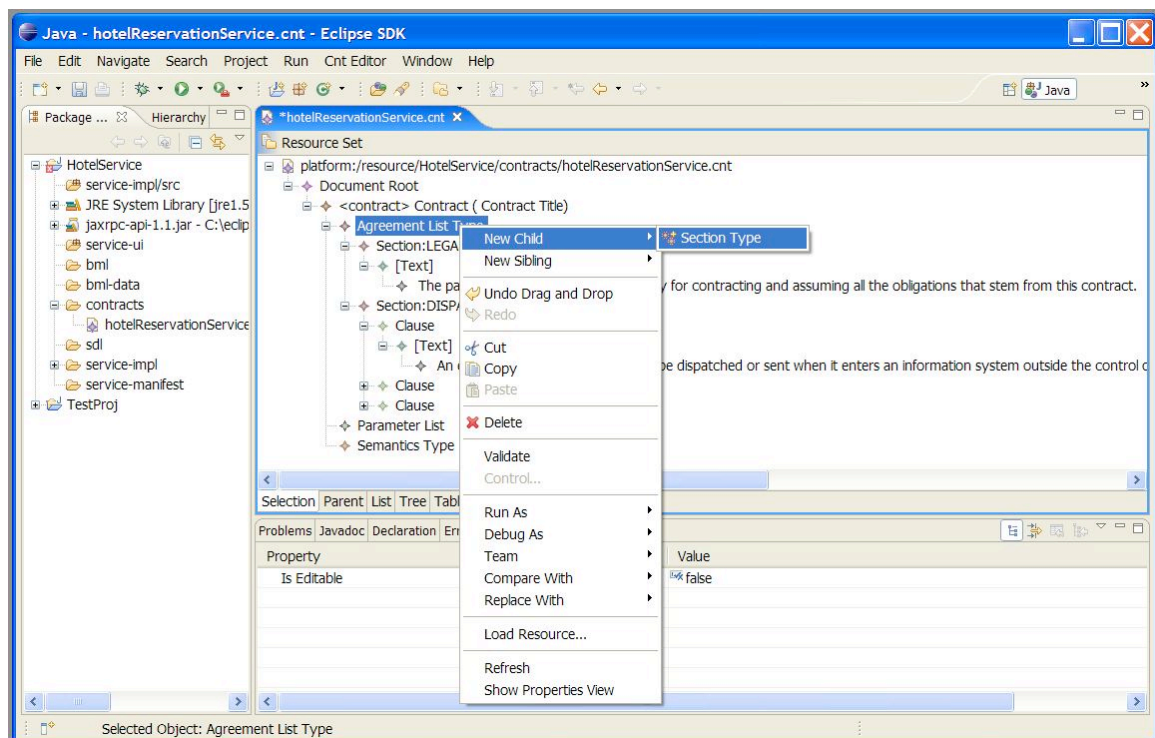 Java - hotelReservationService.cnt - Eclipse SDK
File Edit Navigate Search Project Run Cnt Editor Window Help
Java »
Package ... Hierarchy
*hotelReservationService.cnt
Resource Set
HotelService
service-impl/src
JRE System Library [jre1.5
jaxrpc-api-1.1.jar - C:\eclip
service-ui
bml
bml-data
contracts
hotelReservationService
sdl
service-impl
service-manifest
TestProj
platform:/resource/HotelService/contracts/hotelReservationService.cnt
Document Root
<contract> Contract ( Contract Title)
Agreement List Type
Section:LEGA
[Text]
The pa y for contracting and assuming all the obligations that stem from this contract.
Section:DISPA
Clause
[Text]
An e be dispatched or sent when it enters an information system outside the control o
Clause
Clause
Parameter List
Semantics Type
Selection Parent List Tree Tabl
New Child
Section Type
New Sibling
Undo Drag and Drop
Redo
Cut
Copy
Paste
Delete
Validate
Control...
Run As
Debug As
Team
Compare With
Replace With
Load Resource...
Refresh
Show Properties View
Problems Javadoc Declaration Err
Property Value
Is Editable false
Selected Object: Agreement List Type